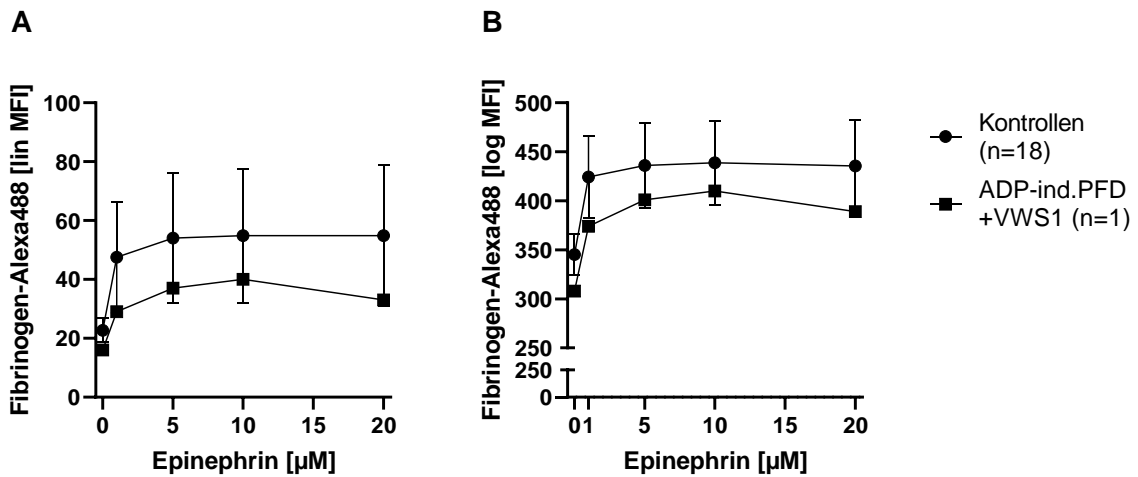 A
Fibrinogen-Alexa488 [lin MFI]
100
80
60
40
20
0
0 5 10 15 20
Epinephrin [µM]
B
Fibrinogen-Alexa488 [log MFI]
500
450
400
350
300
250
250
0
0 1 5 10 15 20
Epinephrin [µM]
Kontrollen
(n=18)
ADP-ind.PFD
+VWS1 (n=1)